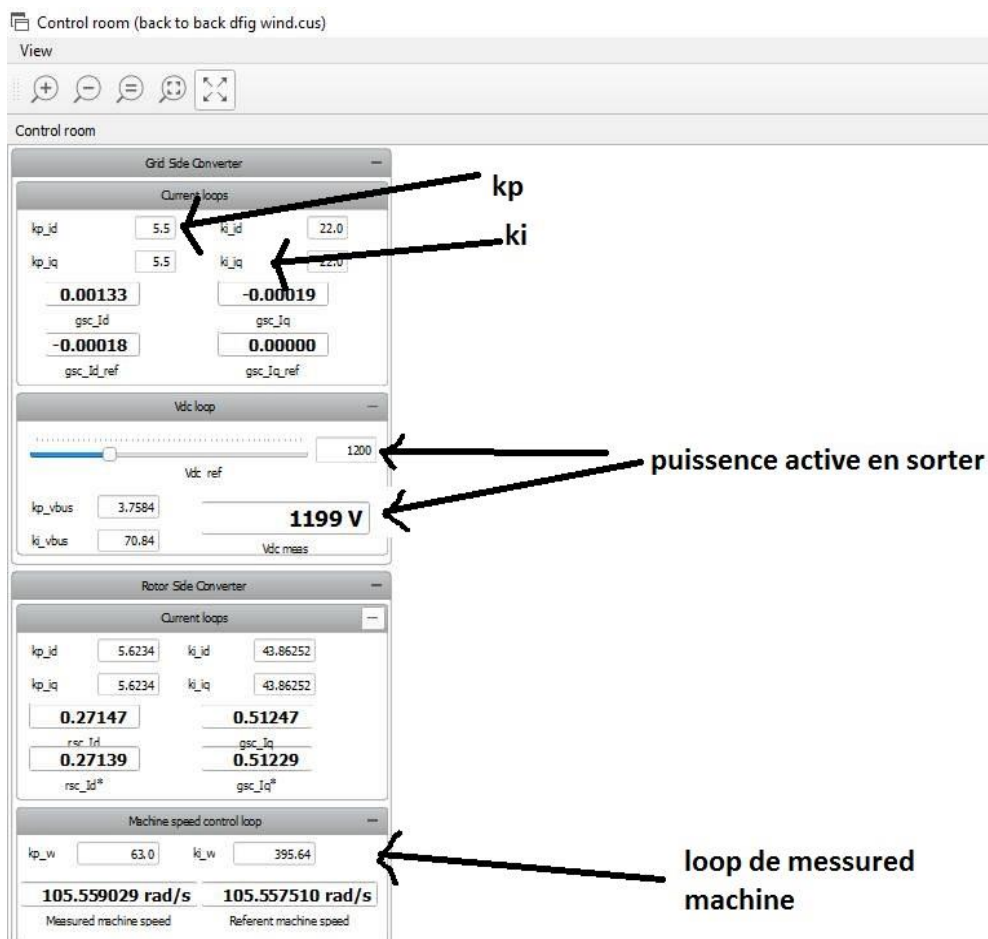 Control room (back to back dfig wind.cus)
View
Control room
Grid Side Converter
Current loops
kp_id 5.5 ki_id 22.0
kp_iq 5.5 ki_iq 22.0
0.00133 -0.00019
gsc_Id gsc_Iq
-0.00018 0.00000
gsc_Id_ref gsc_Iq_ref
Vdc loop
1200
Vdc ref
kp_vbus 3.7584
1199 V
ki_vbus 70.84
Vdc meas
Rotor Side Converter
Current loops
kp_id 5.6234 ki_id 43.86252
kp_iq 5.6234 ki_iq 43.86252
0.27147 0.51247
rsc_Id gsc_Iq
0.27139 0.51229
rsc_Id* gsc_Iq*
Machine speed control loop
kp_w 63.0 ki_w 395.64
105.559029 rad/s 105.557510 rad/s
Measured machine speed Referent machine speed
kp
ki
puissence active en sorter
loop de messured
machine